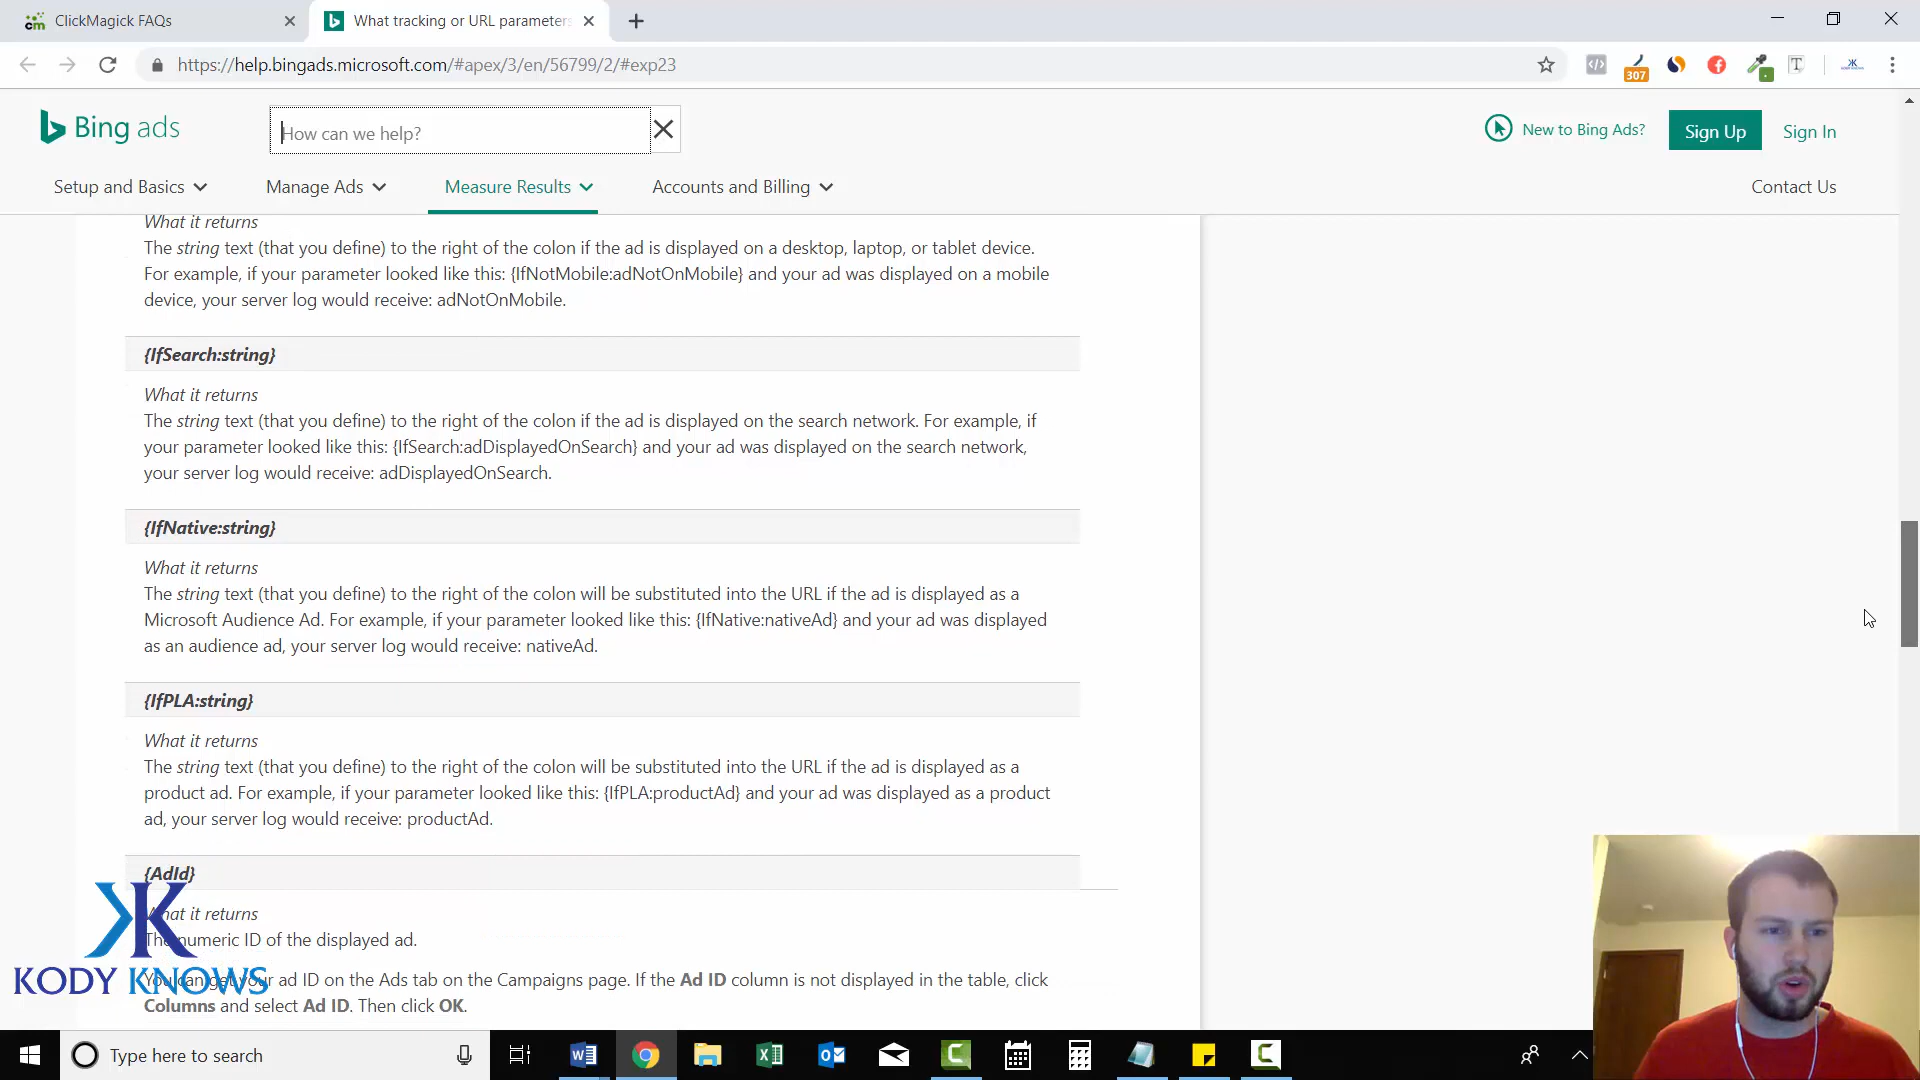 ClickMagick FAQs
What tracking or URL parameters
https://help.bingads.microsoft.com/#apex/3/en/56799/2/#exp23
307
Bing ads
How can we help?
New to Bing Ads?
Sign Up
Sign In
Setup and Basics
Manage Ads
Measure Results
Accounts and Billing
Contact Us
What it returns
The string text (that you define) to the right of the colon if the ad is displayed on a desktop, laptop, or tablet device.
For example, if your parameter looked like this: {IfNotMobile:adNotOnMobile} and your ad was displayed on a mobile
device, your server log would receive: adNotOnMobile.
{IfSearch:string}
What it returns
The string text (that you define) to the right of the colon if the ad is displayed on the search network. For example, if
your parameter looked like this: {IfSearch:adDisplayedOnSearch} and your ad was displayed on the search network,
your server log would receive: adDisplayedOnSearch.
{IfNative:string}
What it returns
The string text (that you define) to the right of the colon will be substituted into the URL if the ad is displayed as a
Microsoft Audience Ad. For example, if your parameter looked like this: {IfNative:nativeAd} and your ad was displayed
as an audience ad, your server log would receive: nativeAd.
{IfPLA:string}
What it returns
The string text (that you define) to the right of the colon will be substituted into the URL if the ad is displayed as a
product ad. For example, if your parameter looked like this: {IfPLA:productAd} and your ad was displayed as a product
ad, your server log would receive: productAd.
{AdId}
What it returns
The numeric ID of the displayed ad.
You can get your ad ID on the Ads tab on the Campaigns page. If the Ad ID column is not displayed in the table, click
Columns and select Ad ID. Then click OK.
KODY KNOWS
Type here to search